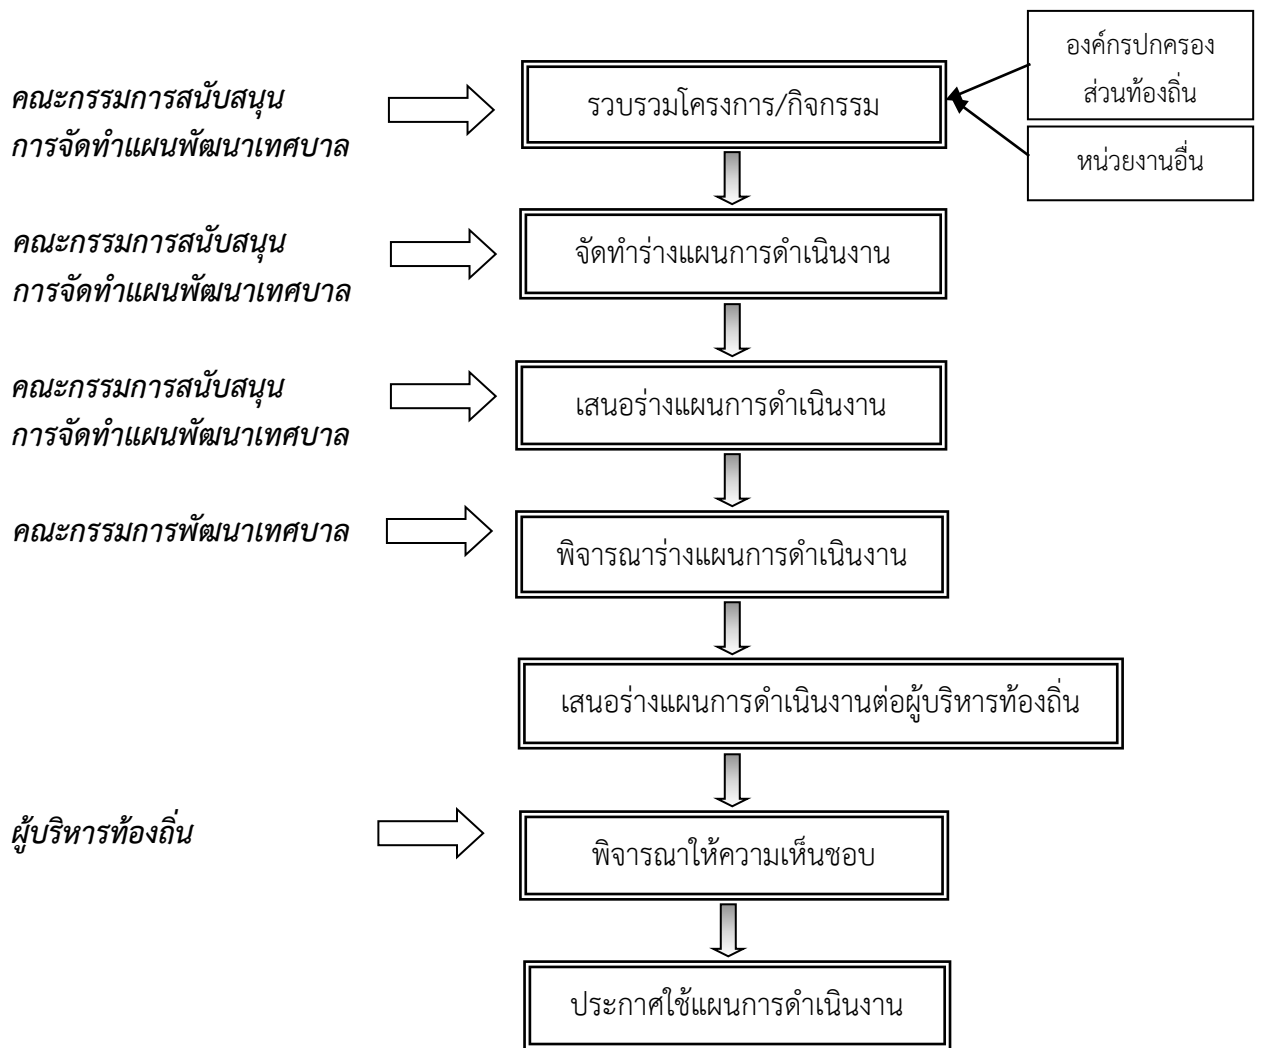 องค์กรปกครอง
ส่วนท้องถิ่น
คณะกรรมการสนับสนุน
การจัดทำแผนพัฒนาเทศบาล
รวบรวมโครงการ/กิจกรรม
หน่วยงานอื่น
คณะกรรมการสนับสนุน
การจัดทำแผนพัฒนาเทศบาล
จัดทำร่างแผนการดำเนินงาน
คณะกรรมการสนับสนุน
การจัดทำแผนพัฒนาเทศบาล
เสนอร่างแผนการดำเนินงาน
คณะกรรมการพัฒนาเทศบาล
พิจารณาร่างแผนการดำเนินงาน
เสนอร่างแผนการดำเนินงานต่อผู้บริหารท้องถิ่น
ผู้บริหารท้องถิ่น
พิจารณาให้ความเห็นชอบ
ประกาศใช้แผนการดำเนินงาน